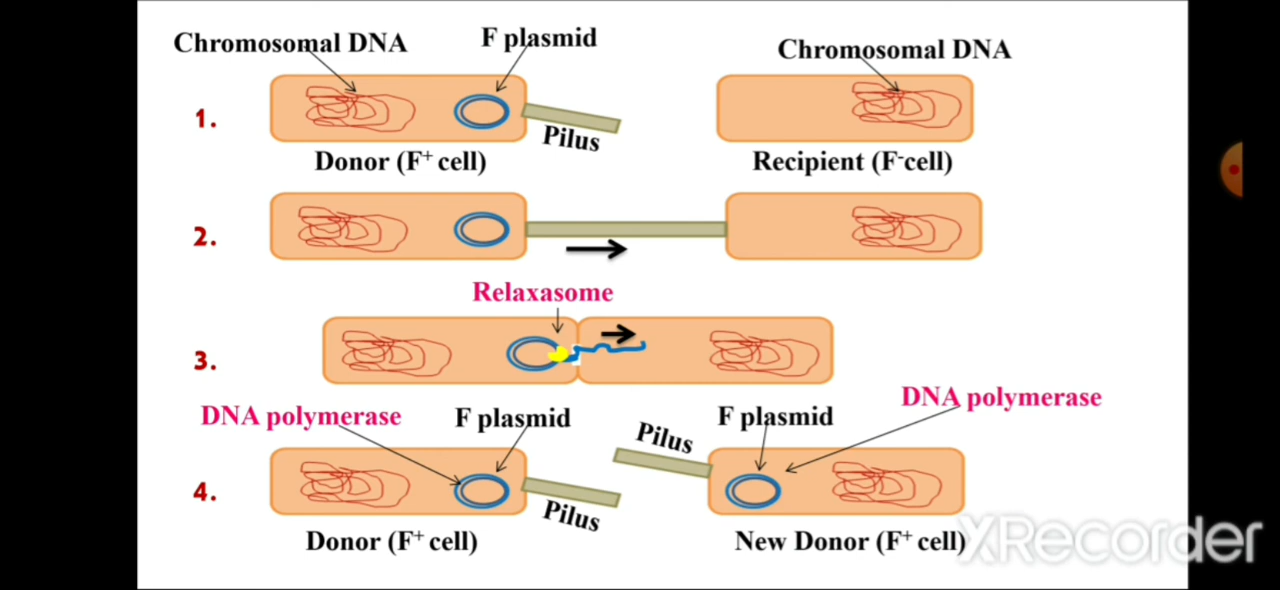 Chromosomal DNA
F plasmid
Chromosomal DNA
1.
Pilus
Donor (F⁺ cell)
Recipient (F⁻cell)
2.
Relaxasome
3.
DNA polymerase
F plasmid
Pilus
F plasmid
DNA polymerase
4.
Pilus
Donor (F⁺ cell)
New Donor (F⁺ cell)
XRecorder